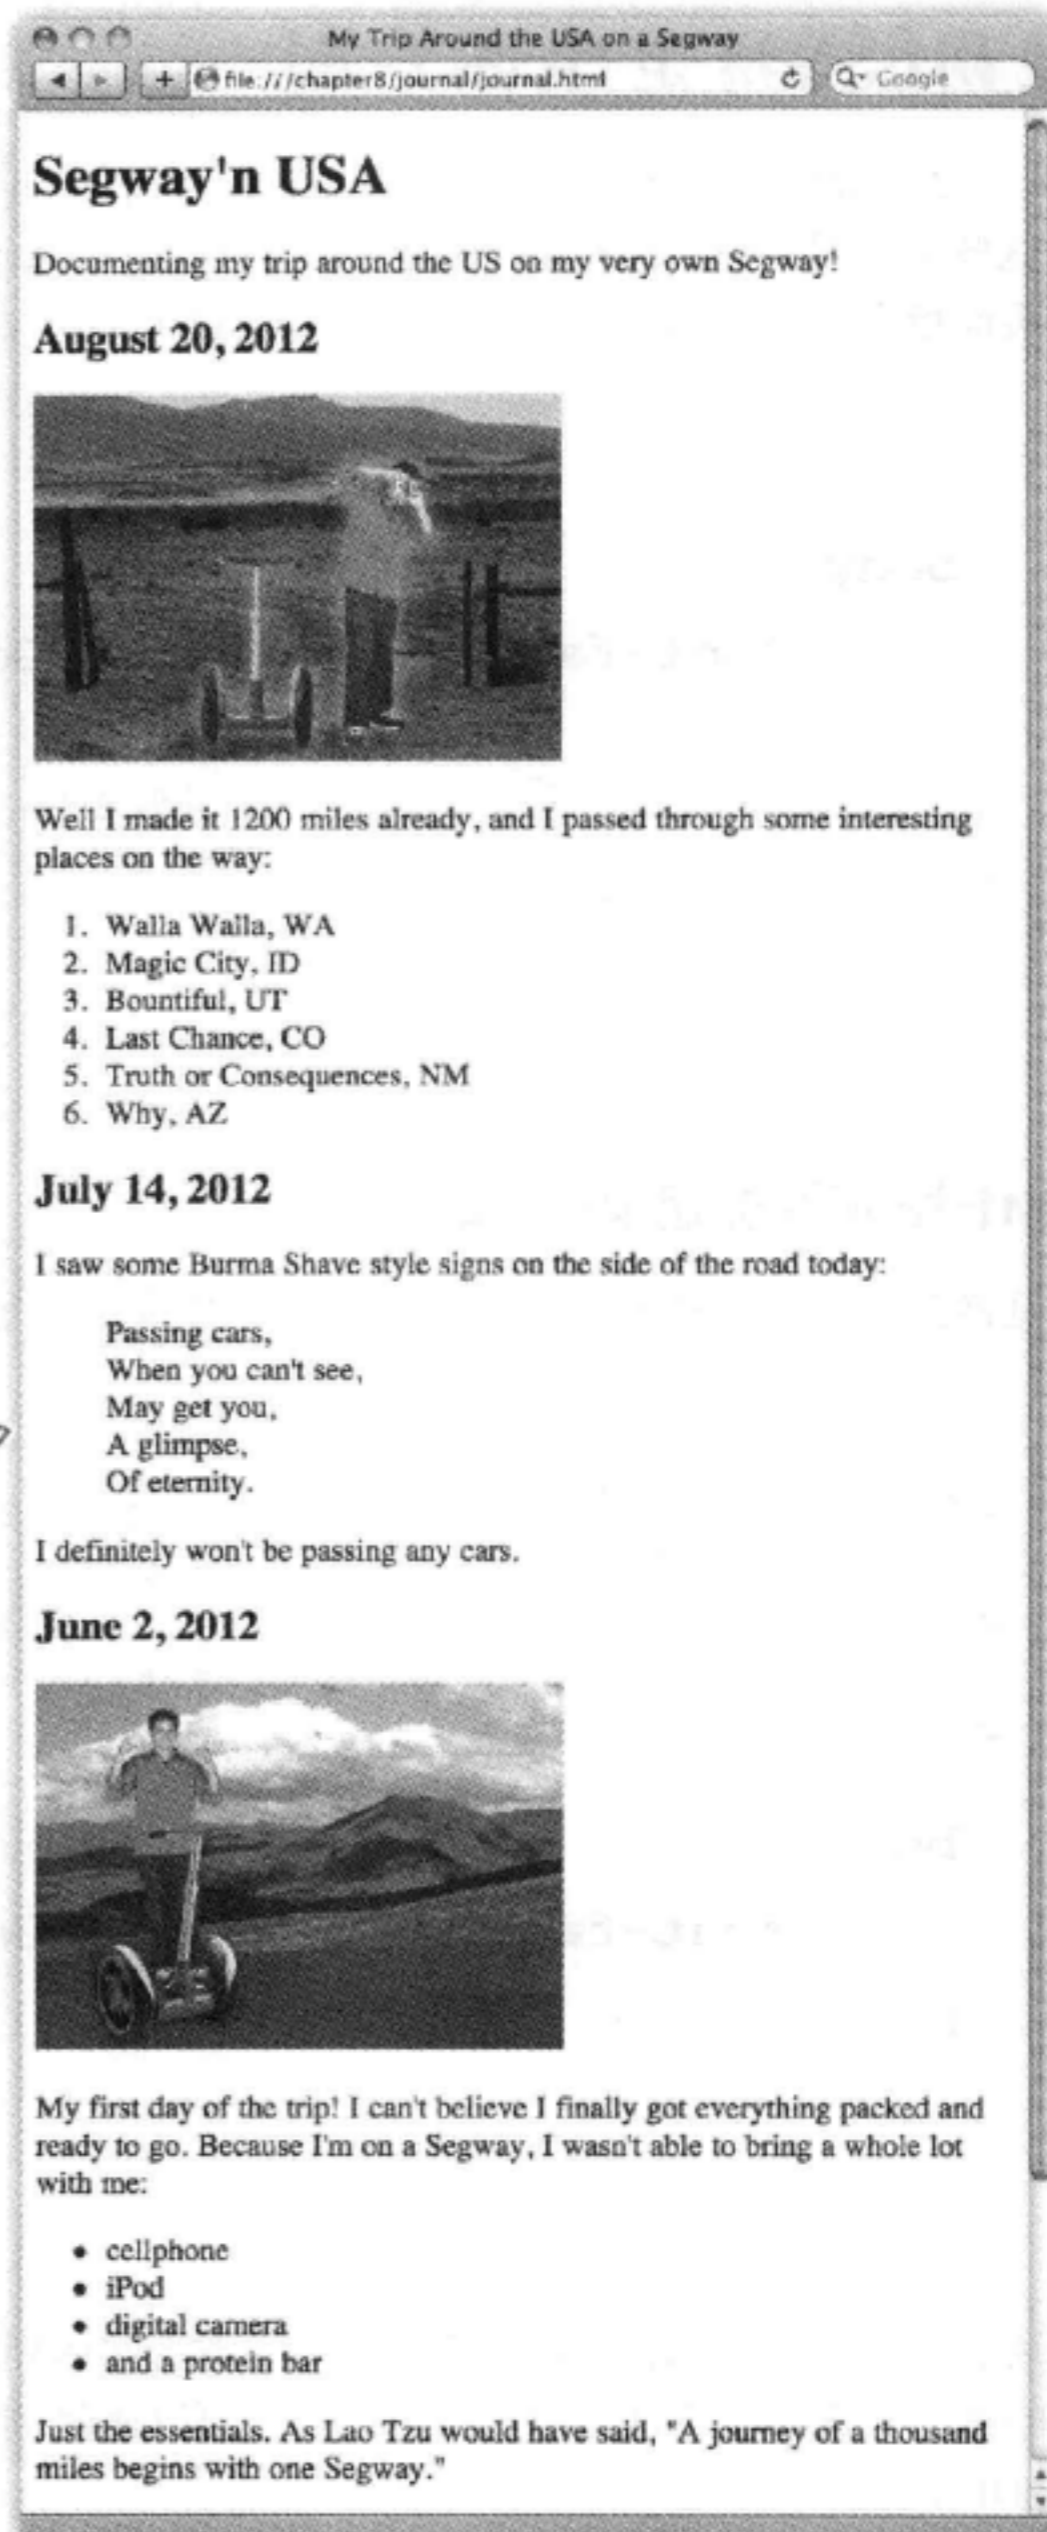 My Trip Around the USA on a Segway
file:///chapter8/journal/journal.html
Google
Segway'n USA
Documenting my trip around the US on my very own Segway!
August 20, 2012
Well I made it 1200 miles already, and I passed through some interesting
places on the way:
1. Walla Walla, WA
2. Magic City, ID
3. Bountiful, UT
4. Last Chance, CO
5. Truth or Consequences, NM
6. Why, AZ
July 14, 2012
I saw some Burma Shave style signs on the side of the road today:
Passing cars,
When you can't see,
May get you,
A glimpse,
Of eternity.
I definitely won't be passing any cars.
June 2, 2012
My first day of the trip! I can't believe I finally got everything packed and
ready to go. Because I'm on a Segway, I wasn't able to bring a whole lot
with me:
• cellphone
• iPod
• digital camera
• and a protein bar
Just the essentials. As Lao Tzu would have said, "A journey of a thousand
miles begins with one Segway."